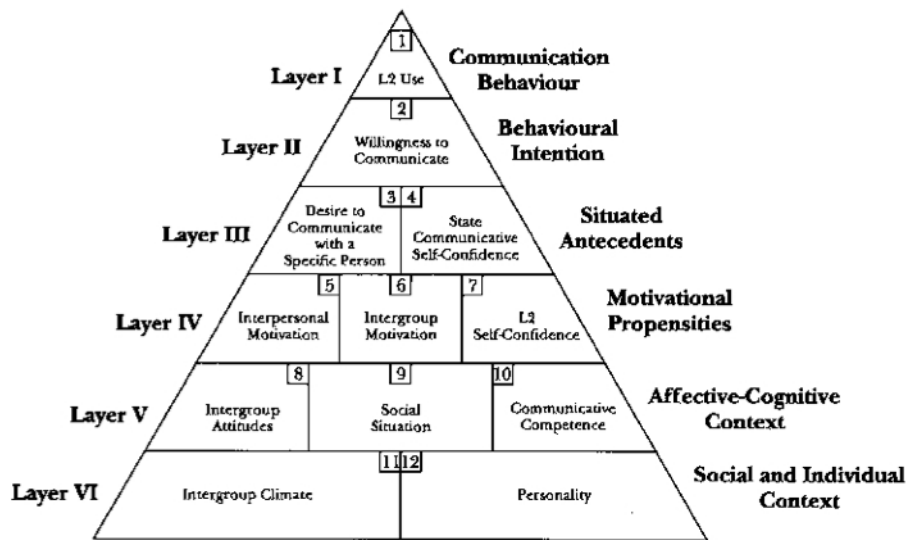 1
Layer I
L2 Use
Communication
Behaviour
2
Layer II
Willingness to
Communicate
Behavioural
Intention
3 4
Layer III
Desire to
Communicate
with a
Specific Person
State
Communicative
Self-Confidence
Situated
Antecedents
5 6 7
Layer IV
Interpersonal
Motivation
Intergroup
Motivation
L2
Self-Confidence
Motivational
Propensities
8 9 10
Layer V
Intergroup
Attitudes
Social
Situation
Communicative
Competence
Affective-Cognitive
Context
11 12
Layer VI
Intergroup Climate
Personality
Social and Individual
Context